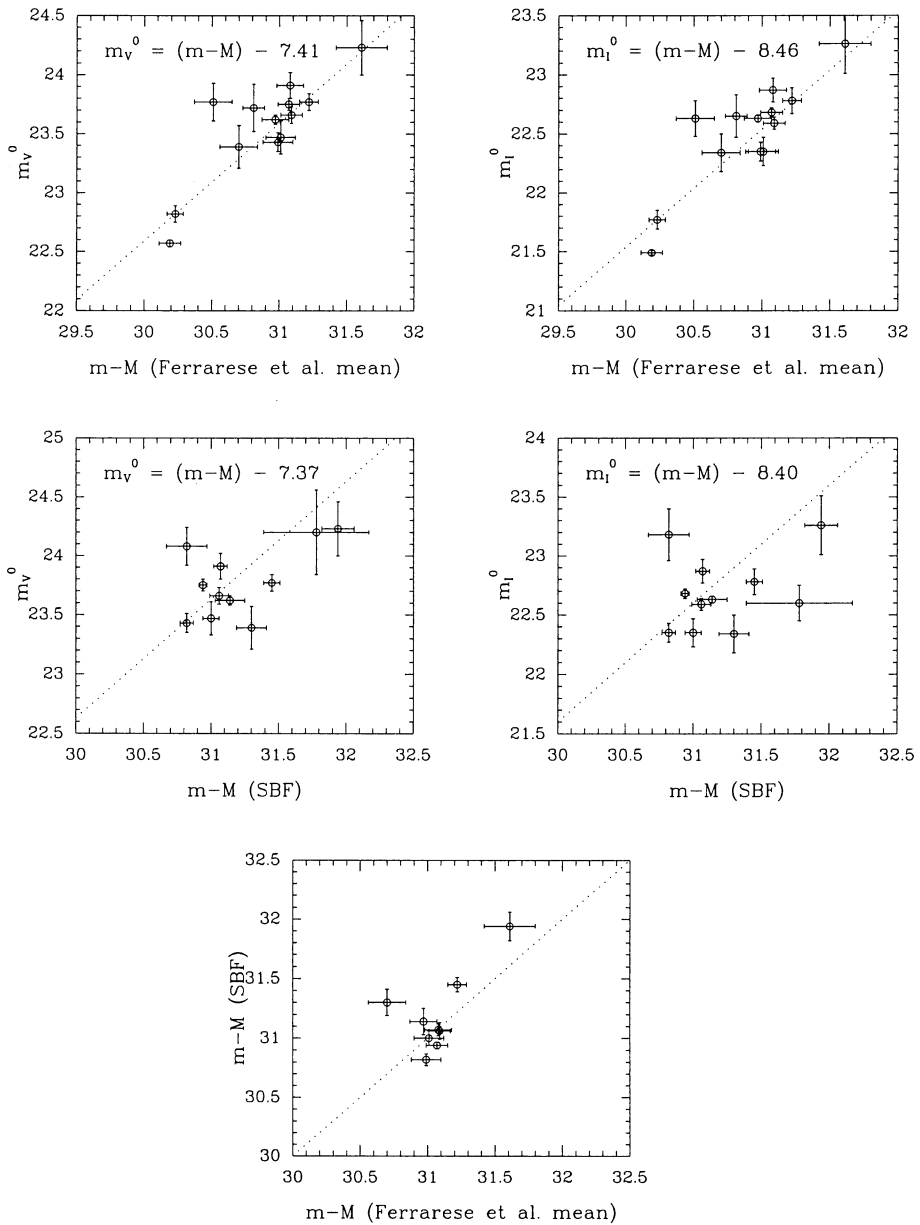 24.5
m_V^0 = (m−M) − 7.41
24
23.5
23
22.5
22
m_V^0
29.5 30 30.5 31 31.5 32
m−M (Ferrarese et al. mean)
23.5
m_I^0 = (m−M) − 8.46
23
22.5
22
21.5
21
m_I^0
29.5 30 30.5 31 31.5 32
m−M (Ferrarese et al. mean)
25
m_V^0 = (m−M) − 7.37
24.5
24
23.5
23
22.5
m_V^0
30 30.5 31 31.5 32 32.5
m−M (SBF)
24
m_I^0 = (m−M) − 8.40
23.5
23
22.5
22
21.5
m_I^0
30 30.5 31 31.5 32 32.5
m−M (SBF)
32.5
32
31.5
31
30.5
30
m−M (SBF)
30 30.5 31 31.5 32 32.5
m−M (Ferrarese et al. mean)